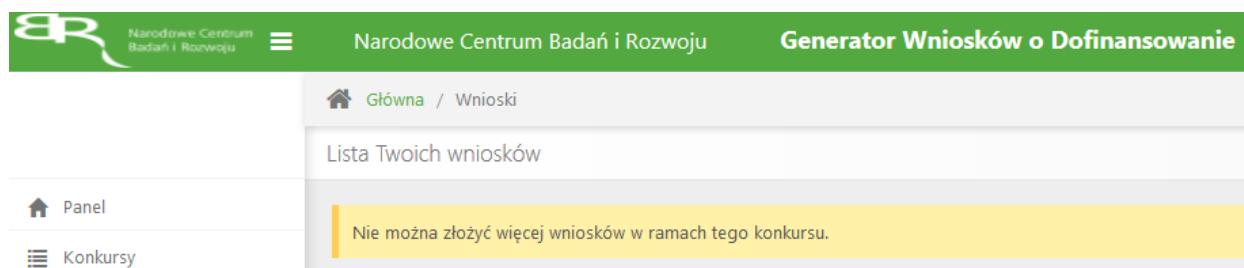 Narodowe Centrum
Badań i Rozwoju
Narodowe Centrum Badań i Rozwoju
Generator Wniosków o Dofinansowanie
Główna / Wnioski
Lista Twoich wniosków
Panel
Nie można złożyć więcej wniosków w ramach tego konkursu.
Konkursy